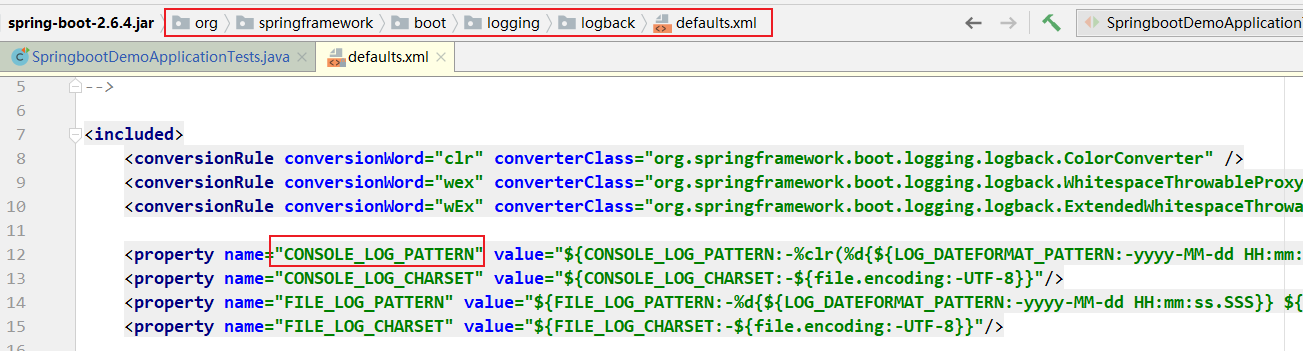 spring-boot-2.6.4.jar org springframework boot logging logback defaults.xml SpringbootDemoApplicationT
SpringbootDemoApplicationTests.java defaults.xml
5 -->
6
7 <included>
8 <conversionRule conversionWord="clr" converterClass="org.springframework.boot.logging.logback.ColorConverter" />
9 <conversionRule conversionWord="wex" converterClass="org.springframework.boot.logging.logback.WhitespaceThrowableProxy
10 <conversionRule conversionWord="wEx" converterClass="org.springframework.boot.logging.logback.ExtendedWhitespaceThrowa
11
12 <property name="CONSOLE_LOG_PATTERN" value="${CONSOLE_LOG_PATTERN:-%clr(%d{${LOG_DATEFORMAT_PATTERN:-yyyy-MM-dd HH:mm:
13 <property name="CONSOLE_LOG_CHARSET" value="${CONSOLE_LOG_CHARSET:-${file.encoding:-UTF-8}}"/>
14 <property name="FILE_LOG_PATTERN" value="${FILE_LOG_PATTERN:-%d{${LOG_DATEFORMAT_PATTERN:-yyyy-MM-dd HH:mm:ss.SSS}} ${
15 <property name="FILE_LOG_CHARSET" value="${FILE_LOG_CHARSET:-${file.encoding:-UTF-8}}"/>
16